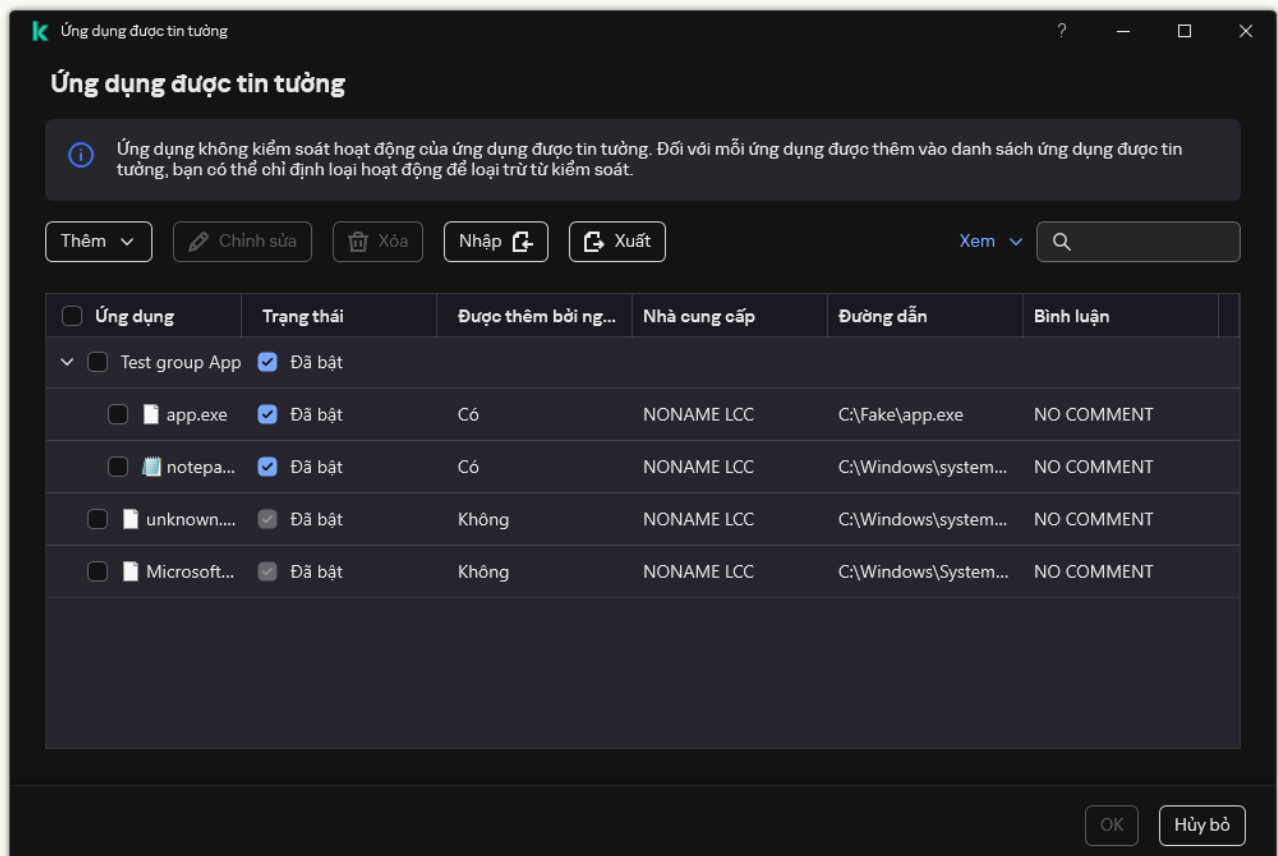 Ứng dụng được tin tưởng
Ứng dụng được tin tưởng
Ứng dụng không kiểm soát hoạt động của ứng dụng được tin tưởng. Đối với mỗi ứng dụng được thêm vào danh sách ứng dụng được tin
tưởng, bạn có thể chỉ định loại hoạt động để loại trừ từ kiểm soát.
Thêm Chỉnh sửa Xóa Nhập Xuất Xem
Ứng dụng Trạng thái Được thêm bởi ng... Nhà cung cấp Đường dẫn Bình luận
Test group App Đã bật
app.exe Đã bật Có NONAME LCC C:\Fake\app.exe NO COMMENT
notepa... Đã bật Có NONAME LCC C:\Windows\system... NO COMMENT
unknown.... Đã bật Không NONAME LCC C:\Windows\system... NO COMMENT
Microsoft... Đã bật Không NONAME LCC C:\Windows\System... NO COMMENT
OK Hủy bỏ